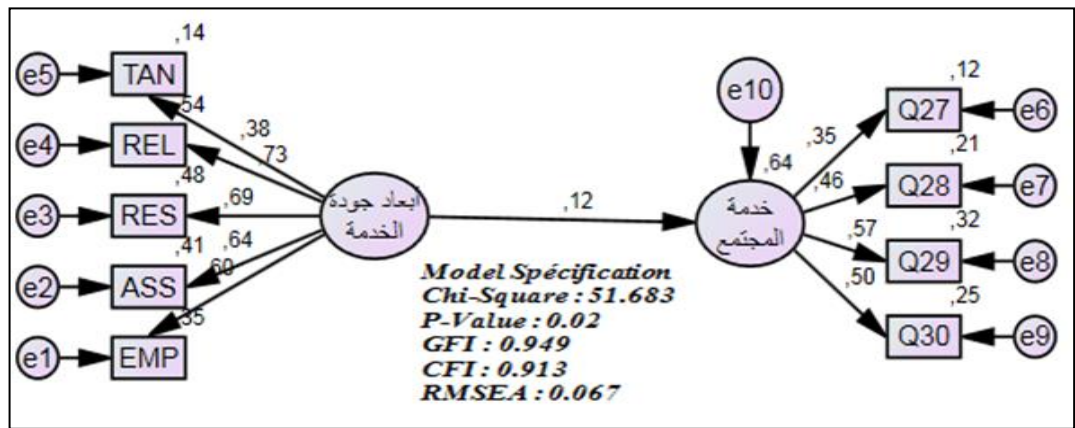 ,14
e5
TAN
,54
,38
e4
REL
,73
,48
e3
RES
,69
,41
,64
e2
ASS
,60
,35
e1
EMP
أبعاد جودة
الخدمة
,12
e10
,64
خدمة
المجتمع
,12
,35
Q27
e6
,21
,46
Q28
e7
,32
,57
Q29
e8
,50
,25
Q30
e9
Model Spécification
Chi-Square : 51.683
P-Value : 0.02
GFI : 0.949
CFI : 0.913
RMSEA : 0.067